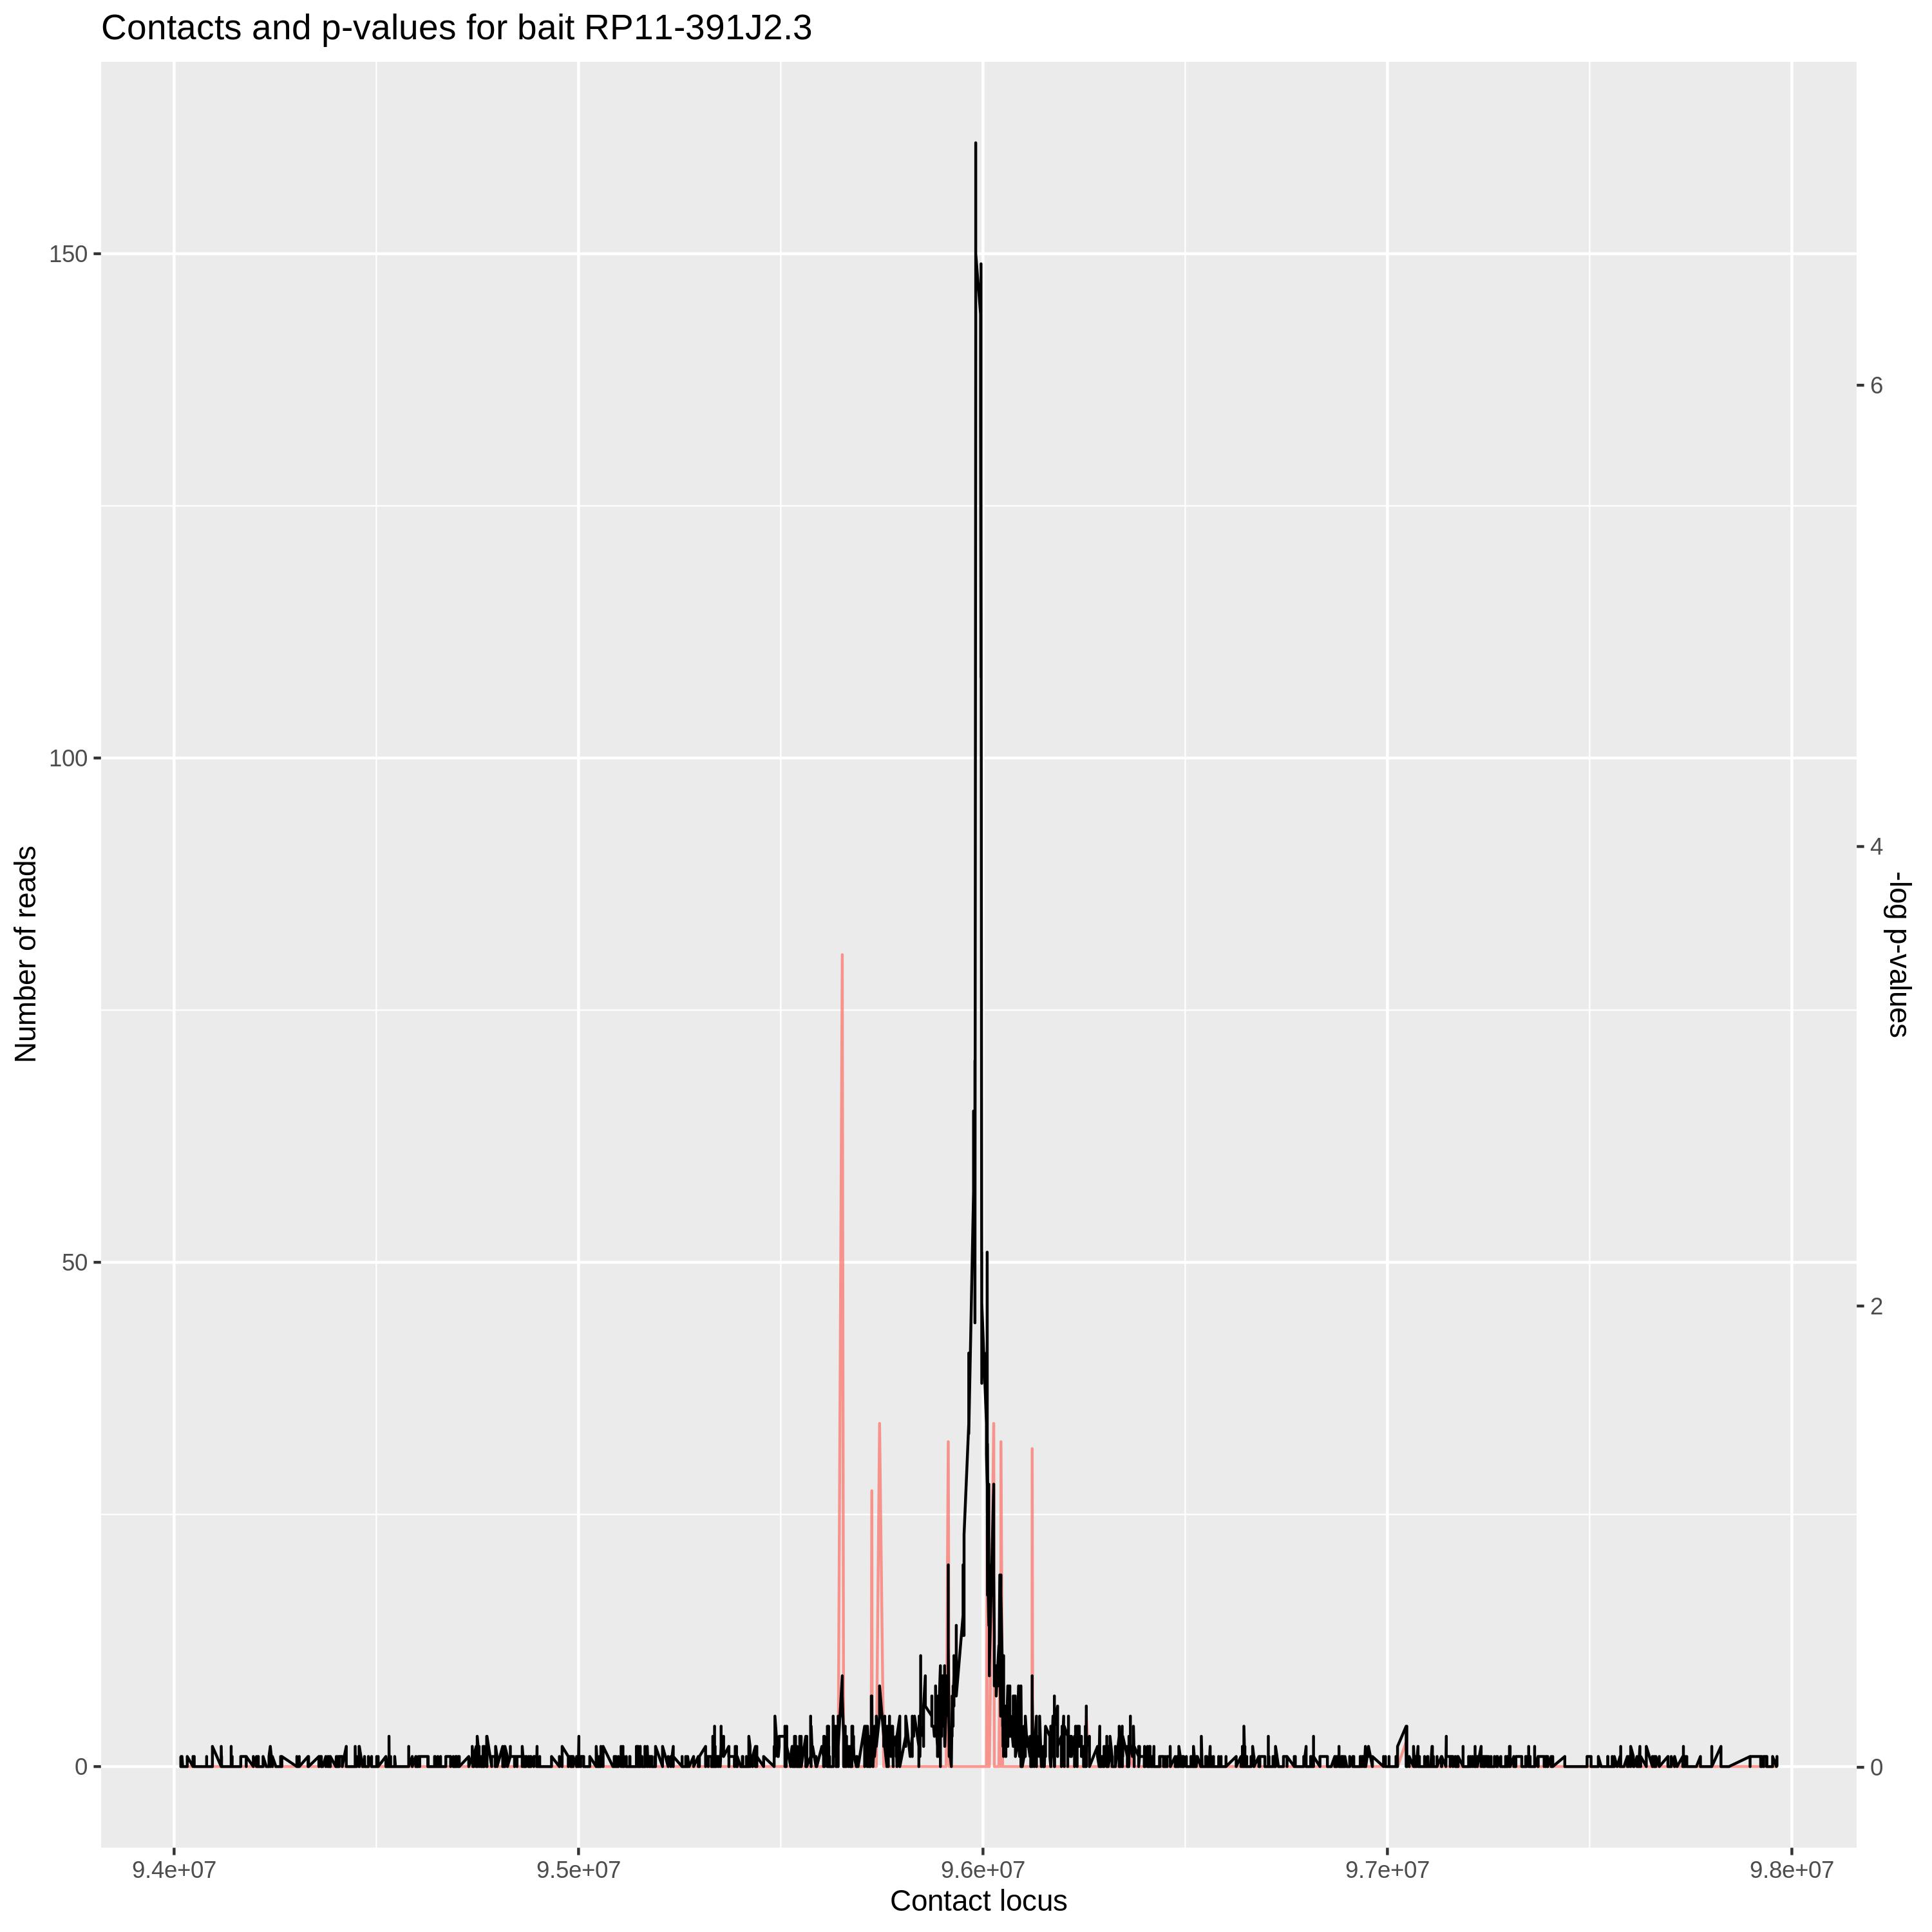 Contacts and p-values for bait RP11-391J2.3
150
100
50
0
Number of reads
6
4
2
0
-log p-values
9.4e+07
9.5e+07
9.6e+07
9.7e+07
9.8e+07
Contact locus